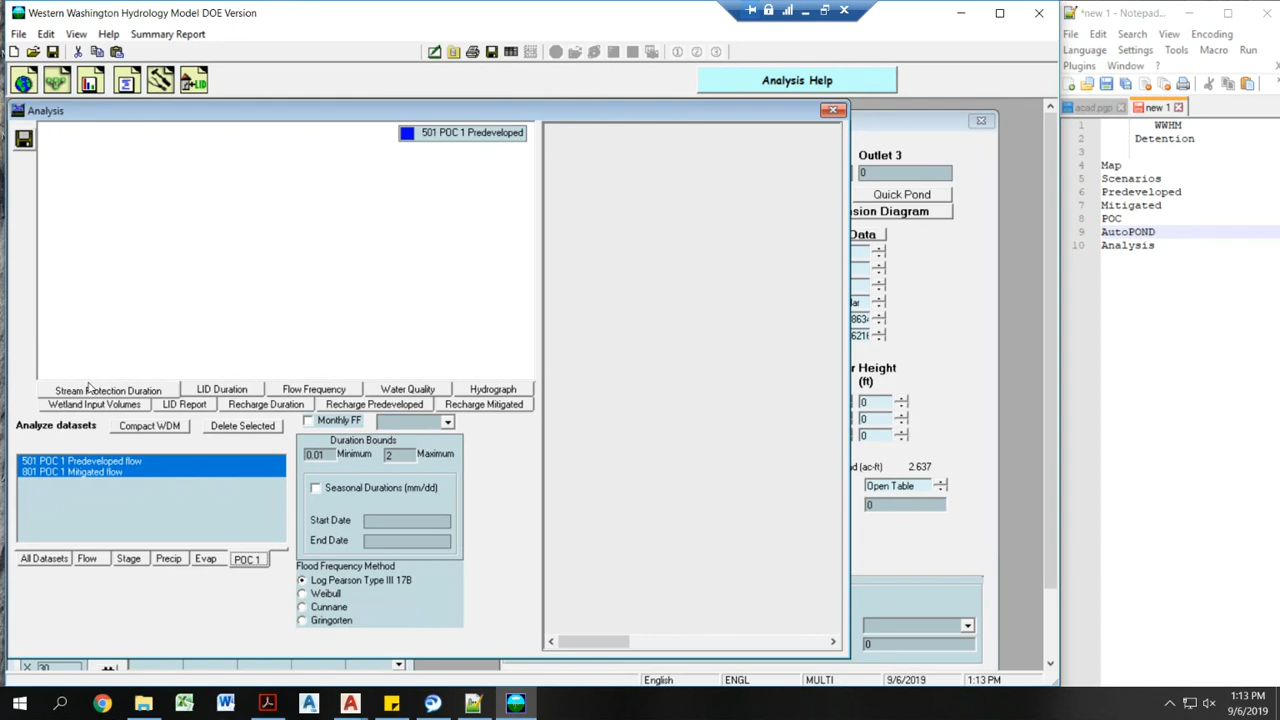 Western Washington Hydrology Model DOE Version
File Edit View Help Summary Report
Analysis Help
Analysis
501 POC 1 Predeveloped
Stream Protection Duration LID Duration Flow Frequency Water Quality Hydrograph
Wetland Input Volumes LID Report Recharge Duration Recharge Predeveloped Recharge Mitigated
Analyze datasets Compact WDM Delete Selected Monthly FF
501 POC 1 Predeveloped flow
801 POC 1 Mitigated flow
All Datasets Flow Stage Precip Evap POC 1
Duration Bounds
0.01 Minimum 2 Maximum
Seasonal Durations (mm/dd)
Start Date
End Date
Flood Frequency Method
Log Pearson Type III 17B
Weibull
Cunnane
Gringorten
Outlet 3
0
Quick Pond
nsion Diagram
Data
lar
8634
6218
r Height
(ft)
0
0
0
d (ac-ft) 2.637
Open Table
0
0
X 30
English ENGL MULTI 9/6/2019 1:13 PM
*new 1 - Notepad...
File Edit Search View Encoding
Language Settings Tools Macro Run
Plugins Window ?
acad.pgp new 1
1 WWHM
2 Detention
3
4 Map
5 Scenarios
6 Predeveloped
7 Mitigated
8 POC
9 AutoPOND
10 Analysis
1:13 PM
9/6/2019